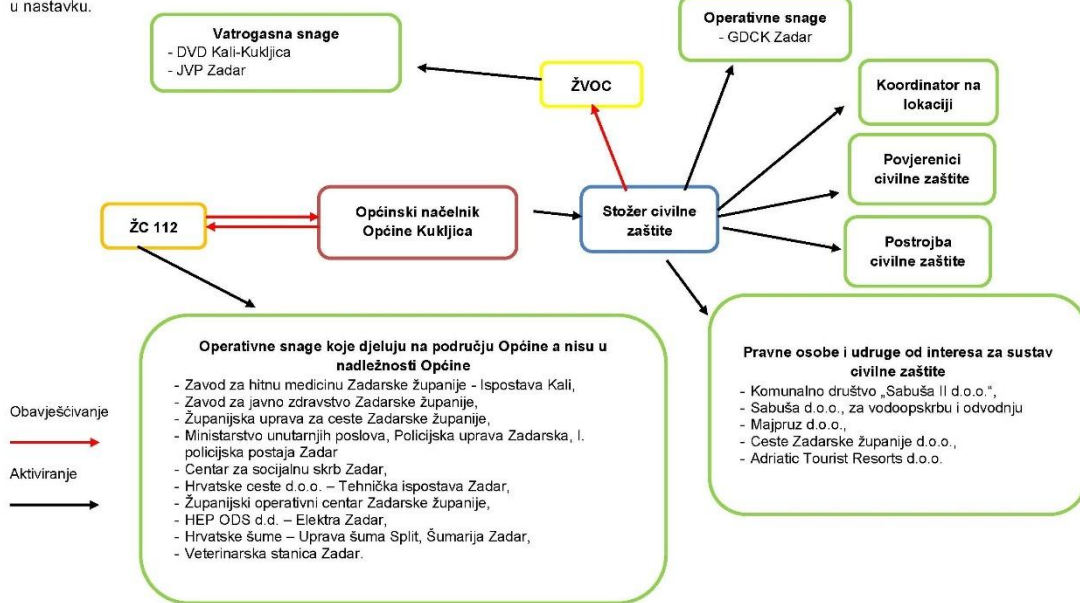 u nastavku.
Vatrogasna snage
- DVD Kali-Kukljica
- JVP Zadar
Operativne snage
- GDCK Zadar
ŽVOC
Koordinator na
lokaciji
Povjerenici
civilne zaštite
Postrojba
civilne zaštite
ŽC 112
Općinski načelnik
Općine Kukljica
Stožer civilne
zaštite
Operativne snage koje djeluju na području Općine a nisu u
nadležnosti Općine
- Zavod za hitnu medicinu Zadarske županije - Ispostava Kali,
- Zavod za javno zdravstvo Zadarske županije,
- Županijska uprava za ceste Zadarske županije,
- Ministarstvo unutarnjih poslova, Policijska uprava Zadarska, I.
policijska postaja Zadar
- Centar za socijalnu skrb Zadar,
- Hrvatske ceste d.o.o. – Tehnička ispostava Zadar,
- Županijski operativni centar Zadarske županije,
- HEP ODS d.d. – Elektra Zadar,
- Hrvatske šume – Uprava šuma Split, Šumarija Zadar,
- Veterinarska stanica Zadar.
Pravne osobe i udruge od interesa za sustav
civilne zaštite
- Komunalno društvo „Sabuša II d.o.o.“,
- Sabuša d.o.o., za vodoopskrbu i odvodnju
- Majpruz d.o.o.,
- Ceste Zadarske županije d.o.o.,
- Adriatic Tourist Resorts d.o.o.
Obavješćivanje
Aktiviranje